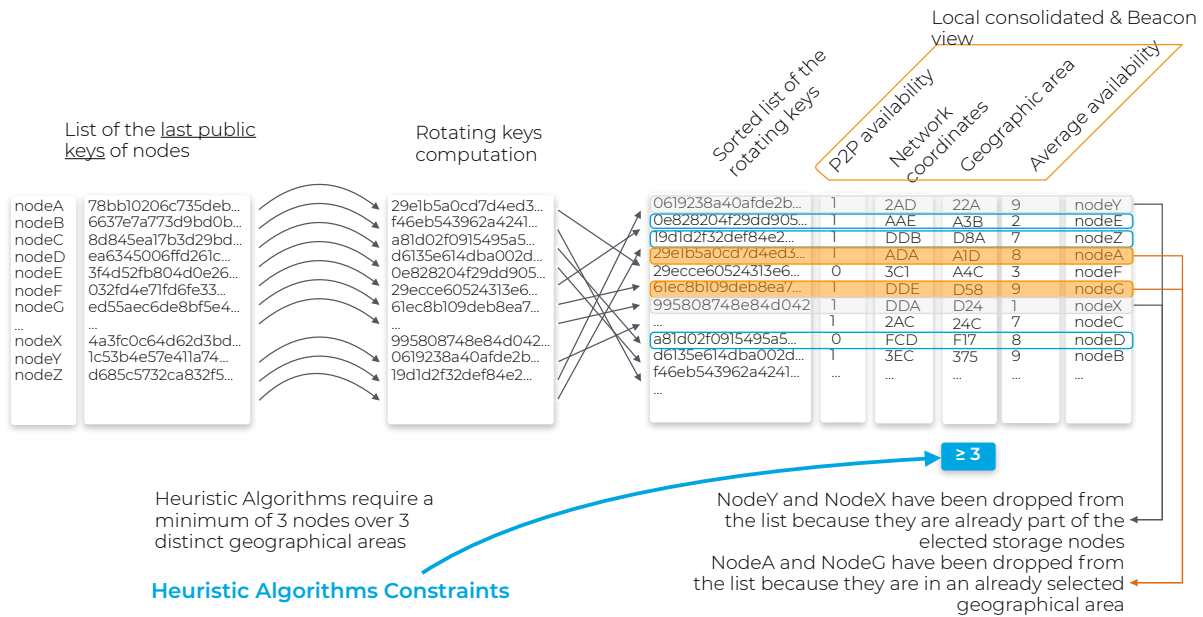 Local consolidated & Beacon
view
Sorted list of the
rotating keys
P2P availability
Network
coordinates
Geographic area
Average availability
List of the last public
keys of nodes
Rotating keys
computation
nodeA 78bb10206c735deb...
nodeB 6637e7a773d9bd0b...
nodeC 8d845ea17b3d29bd...
nodeD ea6345006ffd261c...
nodeE 3f4d52fb804d0e26...
nodeF 032fd4e71fd6fe33...
nodeG ed55aec6de8bf5e4...
... ...
nodeX 4a3fc0c64d62d3bd...
nodeY 1c53b4e57e411a74...
nodeZ d685c5732ca832f5...
29e1b5a0cd7d4ed3...
f46eb543962a4241...
a81d02f0915495a5...
d6135e614dba002d...
0e828204f29dd905...
29ecce60524313e6...
61ec8b109deb8ea7...
...
995808748e84d042...
0619238a40afde2b...
19d1d2f32def84e2...
0619238a40afde2b... 1 2AD 22A 9 nodeY
0e828204f29dd905... 1 AAE A3B 2 nodeE
19d1d2f32def84e2... 1 DDB D8A 7 nodeZ
29e1b5a0cd7d4ed3... 1 ADA A1D 8 nodeA
29ecce60524313e6... 0 3C1 A4C 3 nodeF
61ec8b109deb8ea7... 1 DDE D58 9 nodeG
995808748e84d042 1 DDA D24 1 nodeX
... 1 2AC 24C 7 nodeC
a81d02f0915495a5... 0 FCD F17 8 nodeD
d6135e614dba002d... 1 3EC 375 9 nodeB
f46eb543962a4241... ... ... ... ... ...
...
≥ 3
Heuristic Algorithms require a
minimum of 3 nodes over 3
distinct geographical areas
Heuristic Algorithms Constraints
NodeY and NodeX have been dropped from
the list because they are already part of the
elected storage nodes
NodeA and NodeG have been dropped from
the list because they are in an already selected
geographical area